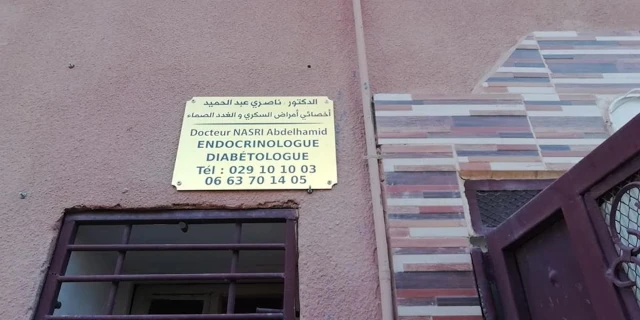 الدكتور. ناصري عبد الحميد
أخصائي أمراض السكري و الغدد الصماء
Docteur NASRI Abdelhamid
ENDOCRINOLOGUE
DIABÉTOLOGUE
Tél : 029 10 10 03
06 63 70 14 05